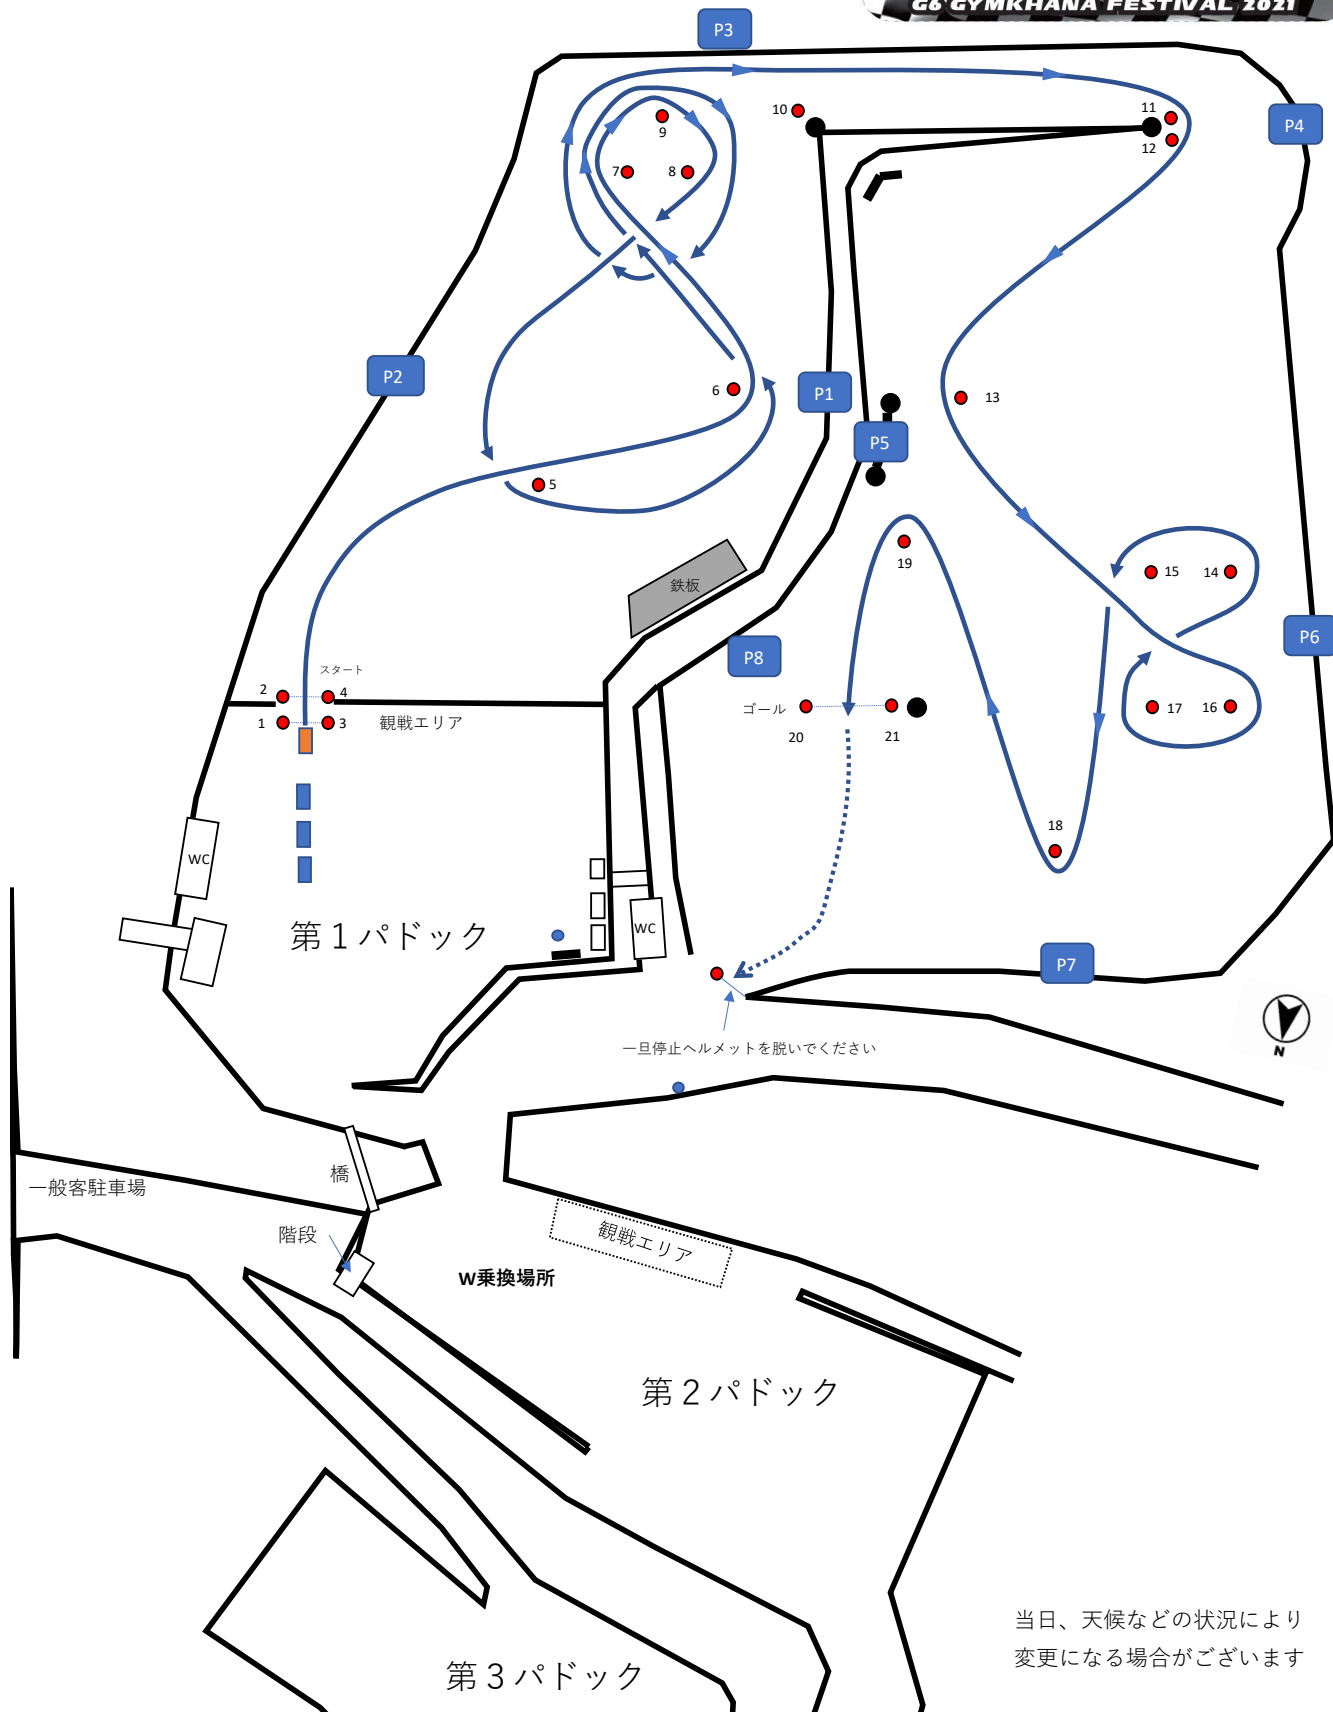 G6 GYMKHANA FESTIVAL 2021
P3
10
11
P4
9
12
7
8
P2
6
P1
13
P5
5
19
15
14
鉄板
P6
P8
スタート
2
4
ゴール
17
16
1
3
観戦エリア
20
21
18
WC
WC
第1パドック
P7
N
一旦停止ヘルメットを脱いでください
橋
一般客駐車場
階段
観戦エリア
W乗換場所
第2パドック
当日、天候などの状況により
変更になる場合がございます
第3パドック